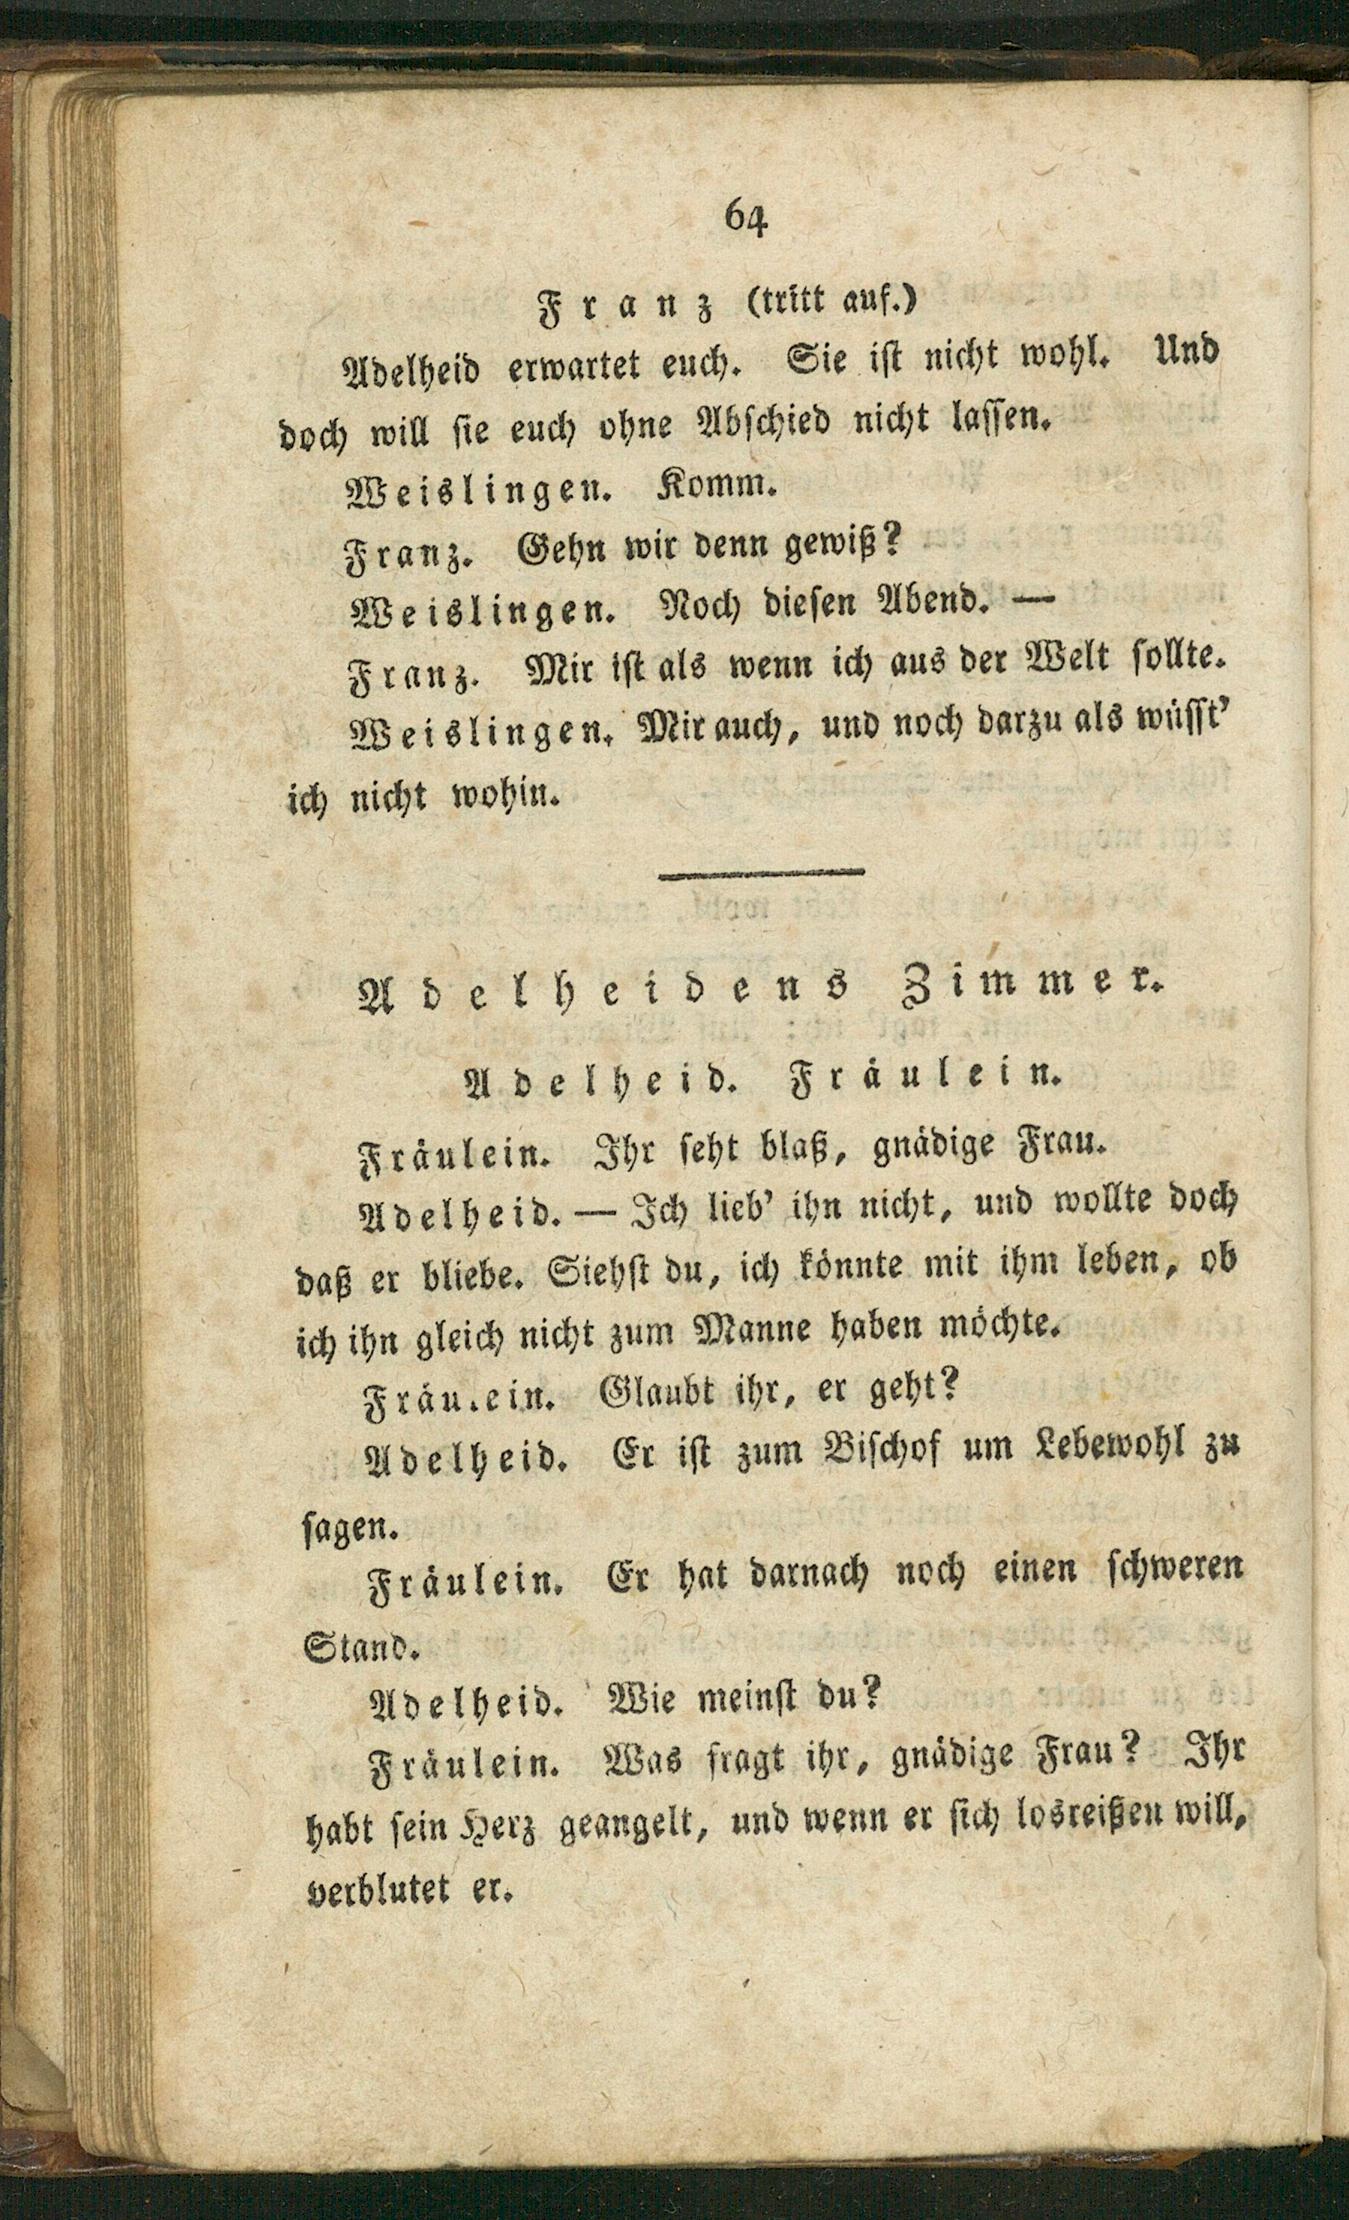 64
Franz (tritt auf.)
Adelheid erwartet euch. Sie ist nicht wohl. Und
doch will sie euch ohne Abschied nicht lassen.
Weislingen. Komm.
Franz. Gehn wir denn gewiß?
Weislingen. Noch diesen Abend. —
Franz. Mir ist als wenn ich aus der Welt sollte.
Weislingen. Mir auch, und noch darzu als wüsst’
ich nicht wohin.
Adelheidens Zimmer.
Adelheid. Fräulein.
Fräulein. Ihr seht blaß, gnädige Frau.
Adelheid. — Ich lieb’ ihn nicht, und wollte doch
daß er bliebe. Siehst du, ich könnte mit ihm leben, ob
ich ihn gleich nicht zum Manne haben möchte.
Fräulein. Glaubt ihr, er geht?
Adelheid. Er ist zum Bischof um Lebewohl zu
sagen.
Fräulein. Er hat darnach noch einen schweren
Stand.
Adelheid. Wie meinst du?
Fräulein. Was fragt ihr, gnädige Frau? Ihr
habt sein Herz geangelt, und wenn er sich losreißen will,
verblutet er.